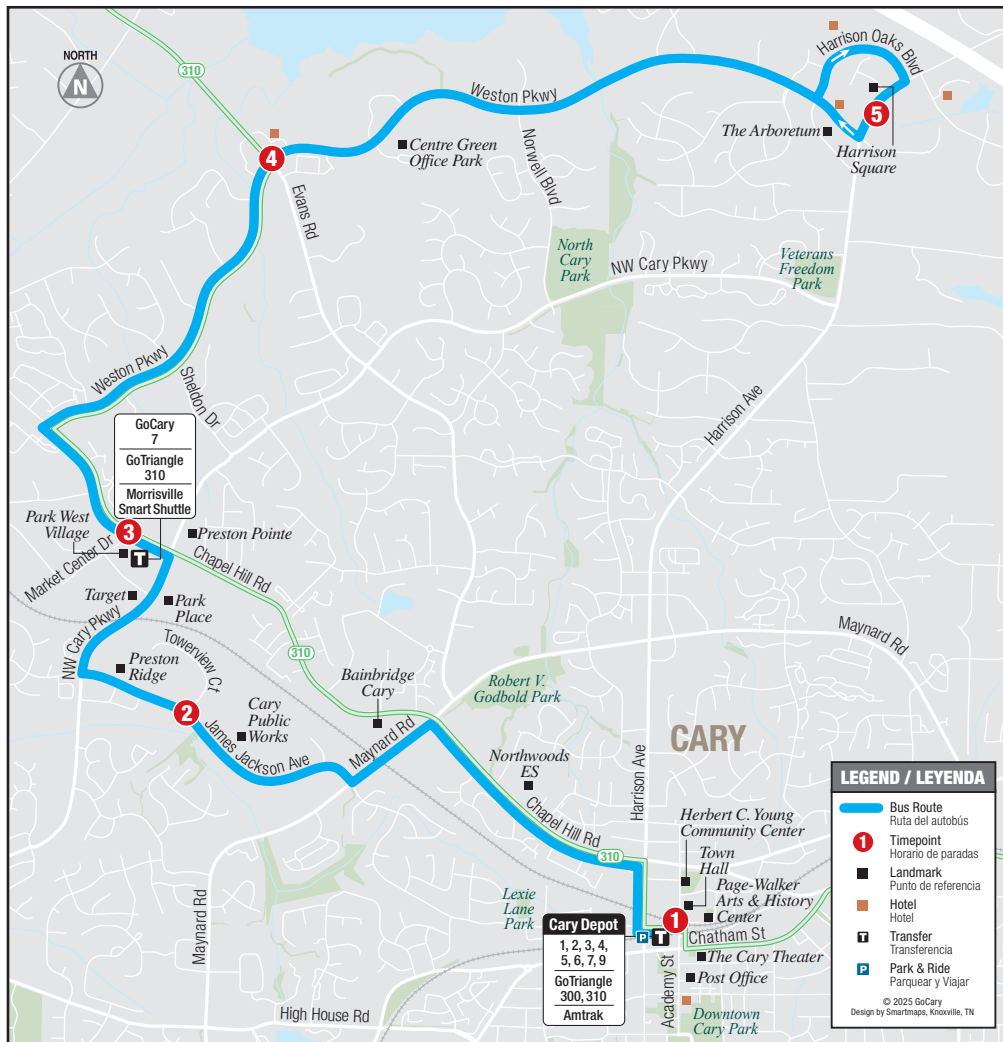 NORTH
N
310
Weston Pkwy
Harrison Oaks Blvd
5
The Arboretum
Harrison
Square
4
Centre Green
Office Park
Norwell Blvd
Evans Rd
North
Cary
Park
NW Cary Pkwy
Veterans
Freedom
Park
Weston Pkwy
Sheldon Dr
Harrison Ave
GoCary
7
GoTriangle
310
Morrisville
Smart Shuttle
Park West
Village
3
T
Preston Pointe
Market Center Dr
Chapel Hill Rd
Target
Park
Place
NW Cary Pkwy
Towerview Ct
310
Maynard Rd
Preston
Ridge
Bainbridge
Cary
Robert V.
Godbold Park
2
Cary
Public
Works
James Jackson Ave
Maynard Rd
CARY
Northwoods
ES
Harrison Ave
Chapel Hill Rd
310
Herbert C. Young
Community Center
Town
Hall
Page-Walker
Arts & History
Center
Maynard Rd
Lexie
Lane
Park
1
P
T
Chatham St
Cary Depot
1, 2, 3, 4,
5, 6, 7, 9
GoTriangle
300, 310
Amtrak
The Cary Theater
Academy St
Post Office
High House Rd
Downtown
Cary Park
LEGEND / LEYENDA
Bus Route
Ruta del autobús
1
Timepoint
Horario de paradas
Landmark
Punto de referencia
Hotel
Hotel
T
Transfer
Transferencia
P
Park & Ride
Parquear y Viajar
© 2025 GoCary
Design by Smartmaps, Knoxville, TN